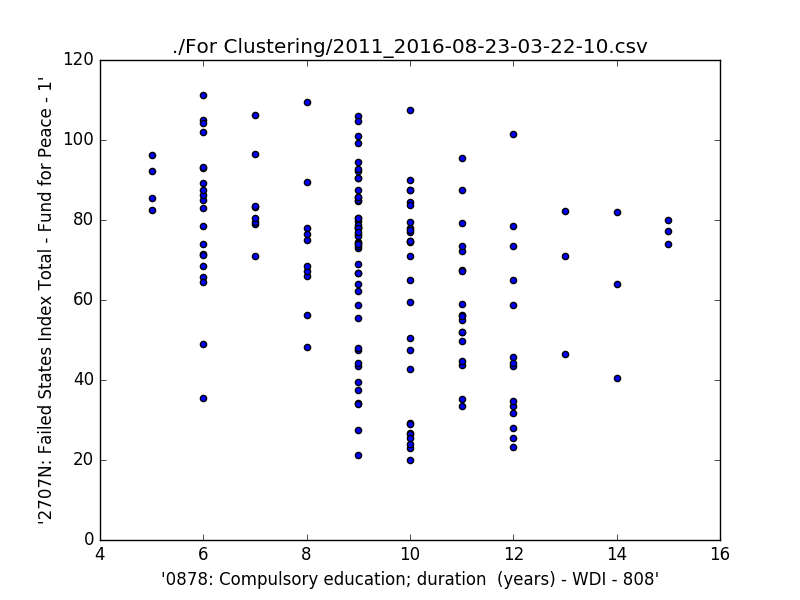 ./For Clustering/2011_2016-08-23-03-22-10.csv
120
100
80
60
40
20
0
'2707N: Failed States Index Total - Fund for Peace - 1'
4 6 8 10 12 14 16
'0878: Compulsory education; duration  (years) - WDI - 808'